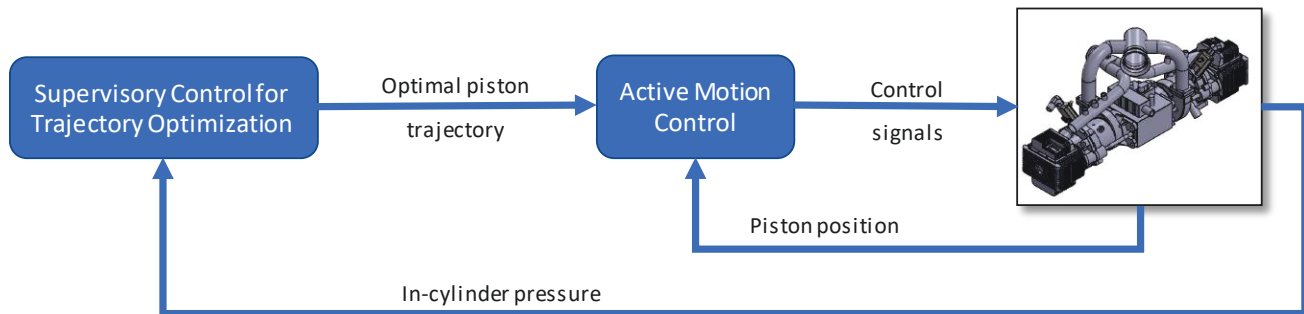 Supervisory Control for
Trajectory Optimization
Optimal piston
trajectory
Active Motion
Control
Control
signals
Piston position
In-cylinder pressure